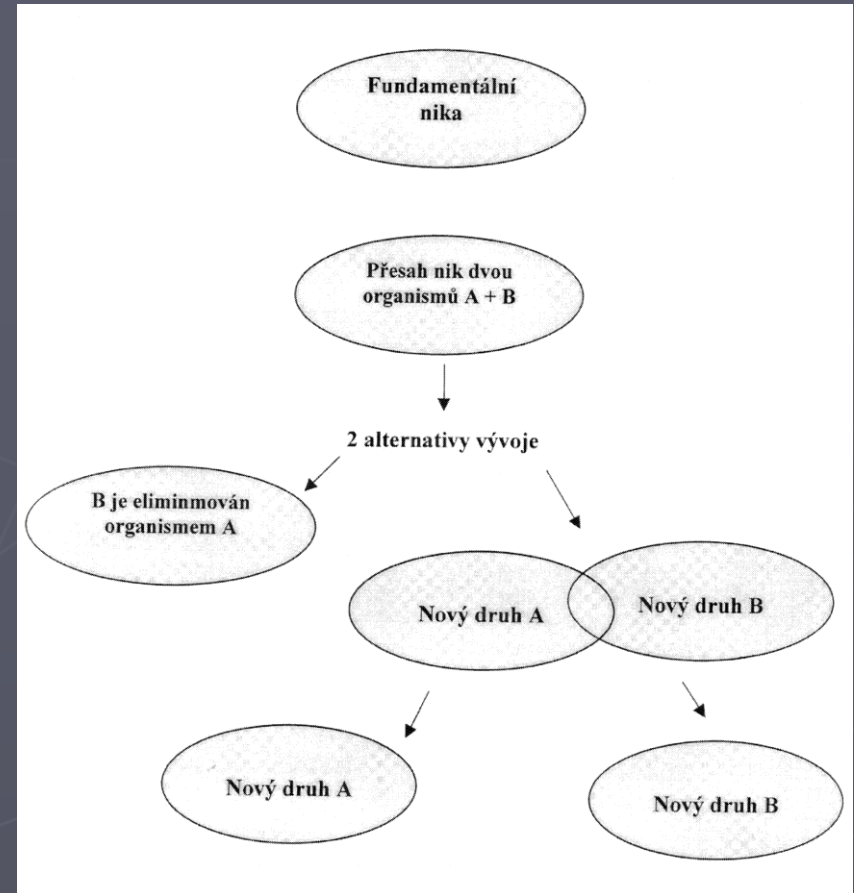 Fundamentální
nika
Přesah nik dvou
organismů A + B
2 alternativy vývoje
B je eliminmován
organismem A
Nový druh A
Nový druh B
Nový druh A
Nový druh B